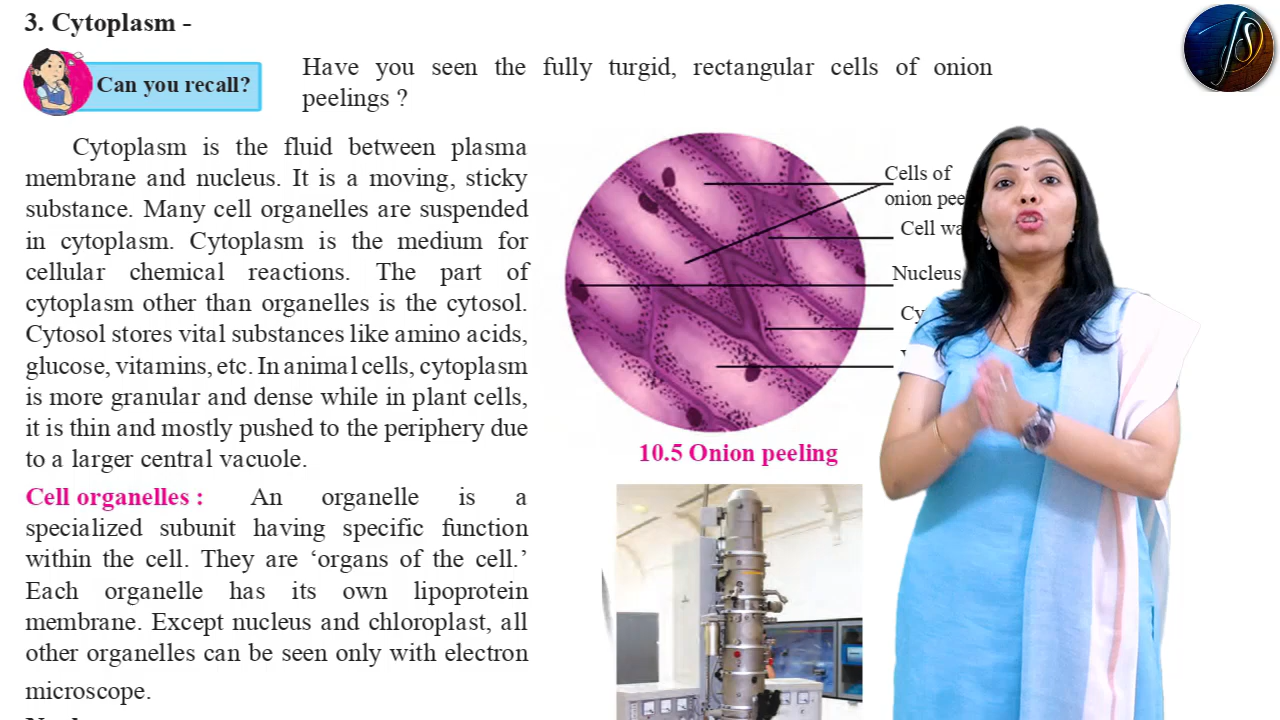 3. Cytoplasm -
Can you recall?
Have you seen the fully turgid, rectangular cells of onion
peelings ?
Cytoplasm is the fluid between plasma
membrane and nucleus. It is a moving, sticky
substance. Many cell organelles are suspended
in cytoplasm. Cytoplasm is the medium for
cellular chemical reactions. The part of
cytoplasm other than organelles is the cytosol.
Cytosol stores vital substances like amino acids,
glucose, vitamins, etc. In animal cells, cytoplasm
is more granular and dense while in plant cells,
it is thin and mostly pushed to the periphery due
to a larger central vacuole.
Cell organelles : An organelle is a
specialized subunit having specific function
within the cell. They are ‘organs of the cell.’
Each organelle has its own lipoprotein
membrane. Except nucleus and chloroplast, all
other organelles can be seen only with electron
microscope.
Cells of
onion
Cell
Nucleus
10.5 Onion peeling